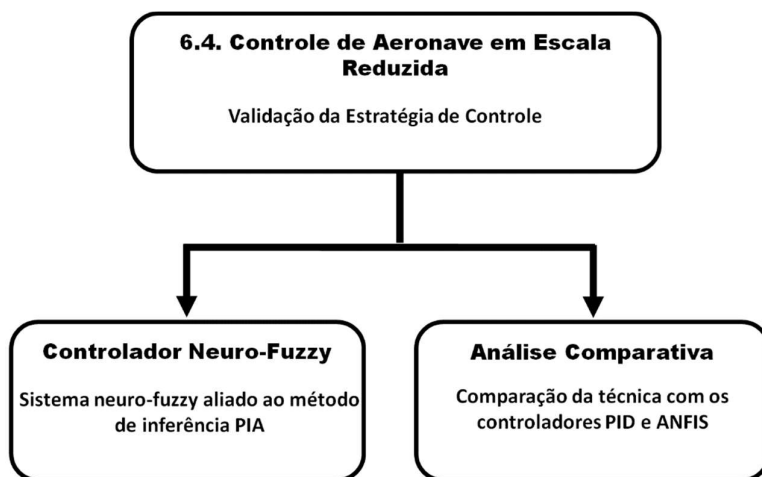 6.4. Controle de Aeronave em Escala
Reduzida
Validação da Estratégia de Controle
Controlador Neuro-Fuzzy
Sistema neuro-fuzzy aliado ao método
de inferência PIA
Análise Comparativa
Comparação da técnica com os
controladores PID e ANFIS